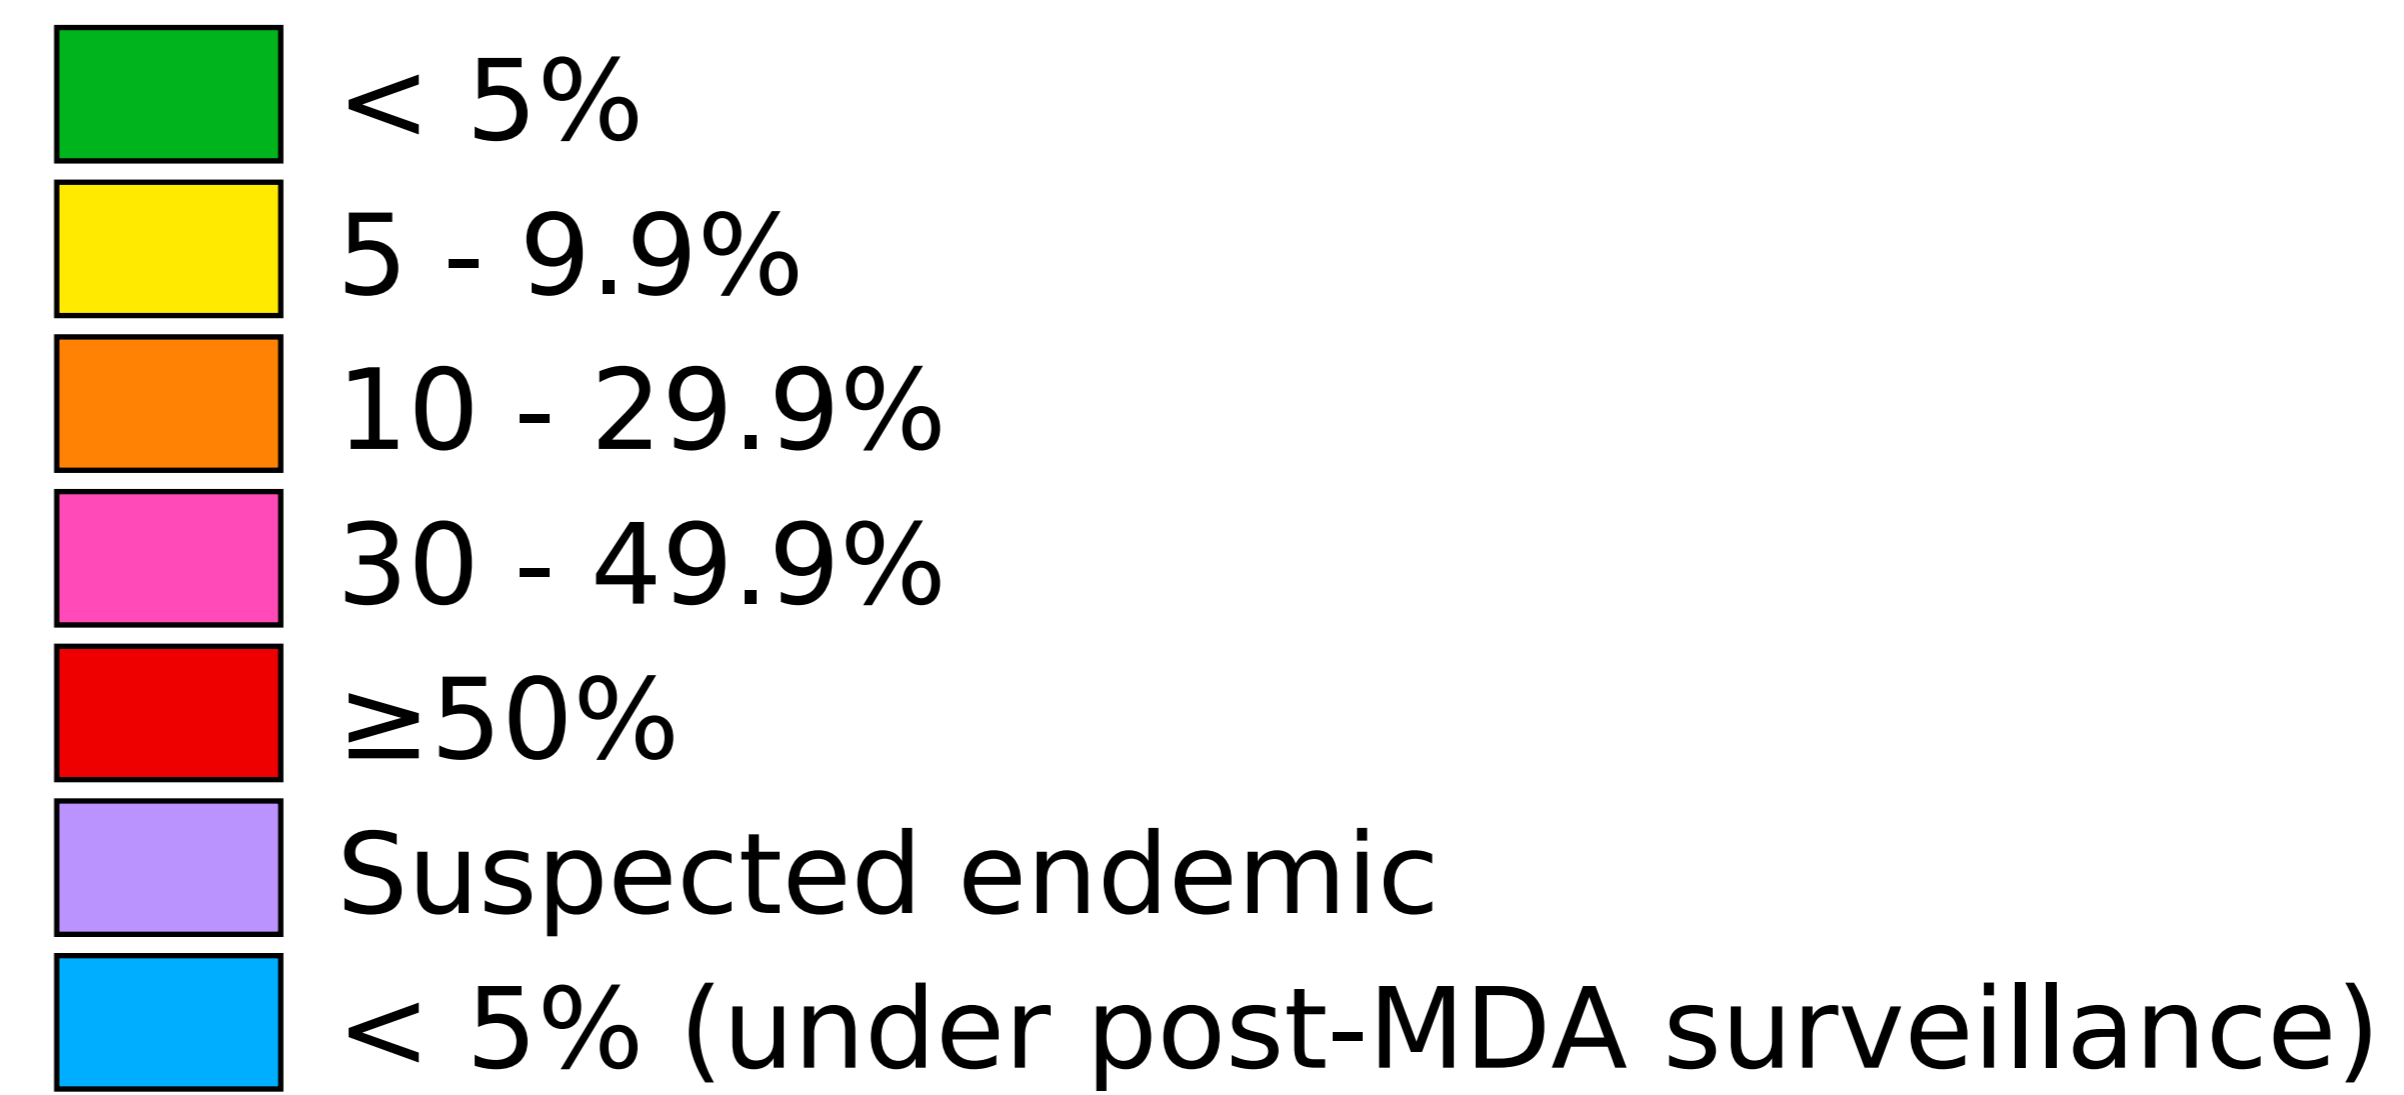 < 5%
5 - 9.9%
10 - 29.9%
30 - 49.9%
≥50%
Suspected endemic
< 5% (under post-MDA surveillance)